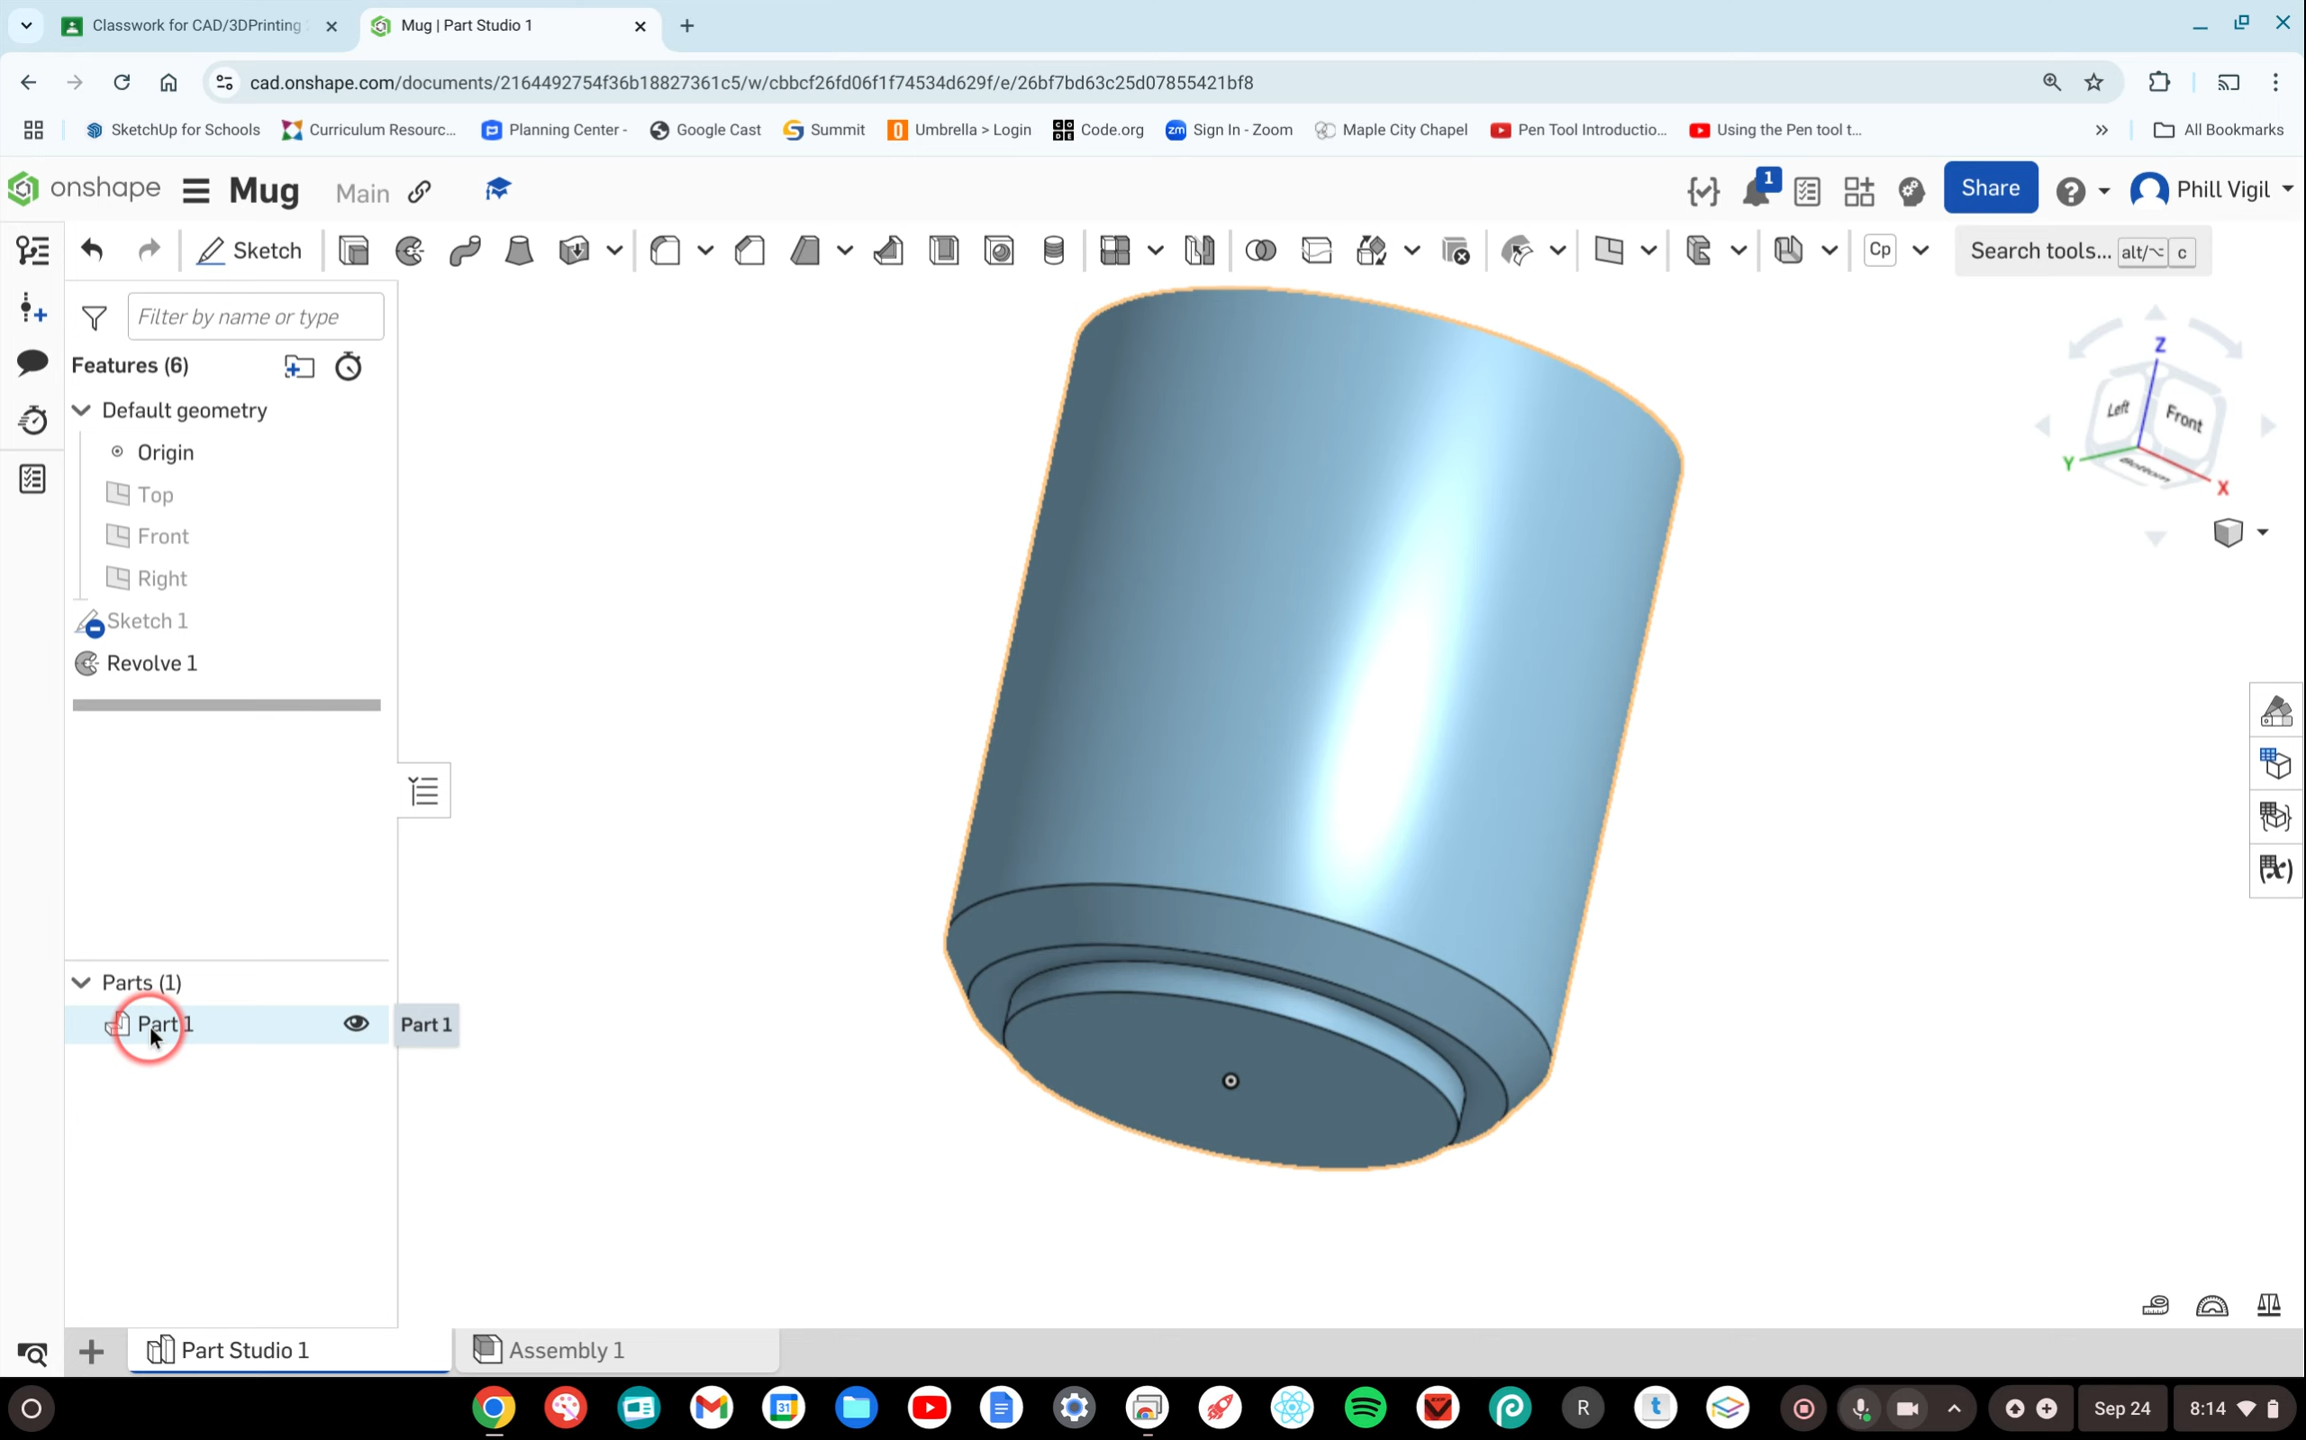 Classwork for CAD/3DPrinting
Mug | Part Studio 1
cad.onshape.com/documents/2164492754f36b18827361c5/w/cbbcf26fd06f1f74534d629f/e/26bf7bd63c25d07855421bf8
SketchUp for Schools
Curriculum Resourc...
Planning Center -
Google Cast
Summit
Umbrella > Login
Code.org
Sign In - Zoom
Maple City Chapel
Pen Tool Introductio...
Using the Pen tool t...
All Bookmarks
onshape
Mug
Main
1
Share
Phill Vigil
Sketch
Cp
Search tools... alt/⌥ c
Filter by name or type
Features (6)
Default geometry
Origin
Top
Front
Right
Sketch 1
Revolve 1
Z
Left
Front
Bottom
Y
X
Parts (1)
Part 1
Part 1
Part Studio 1
Assembly 1
31
R
t
Sep 24
8:14